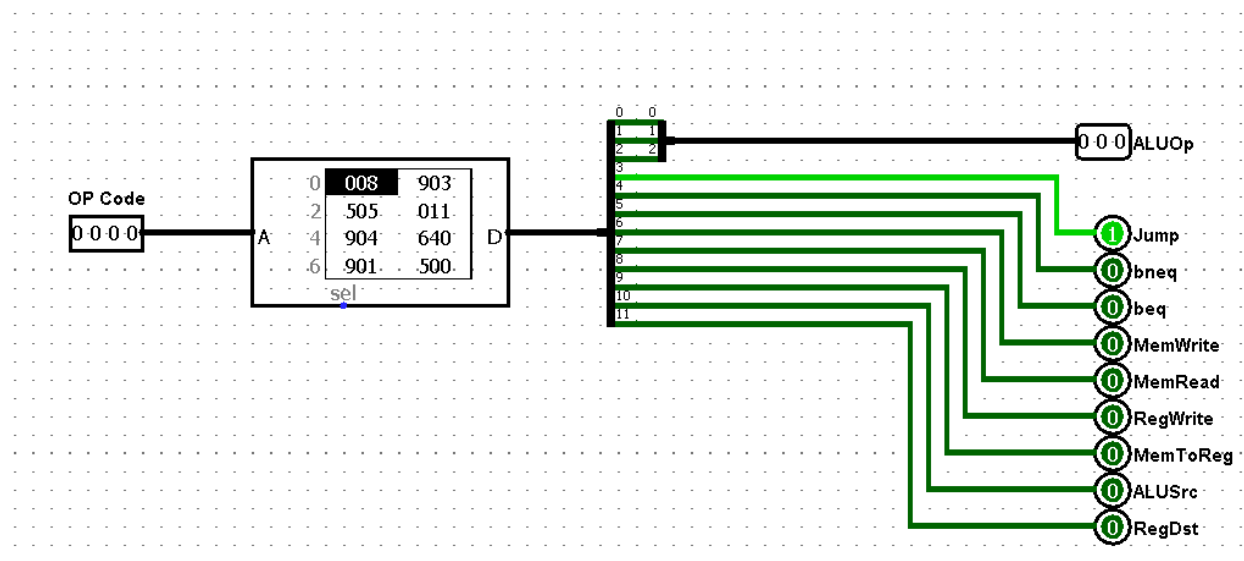 0 0
1 1
2 2
3
4
5
6
7
8
9
10
11
0 0 0 ALUOp
OP Code
0 0 0 0
A
0 008 903
2 505 011
4 904 640
6 901 500
D
sel
1 Jump
0 bneq
0 beq
0 MemWrite
0 MemRead
0 RegWrite
0 MemToReg
0 ALUSrc
0 RegDst